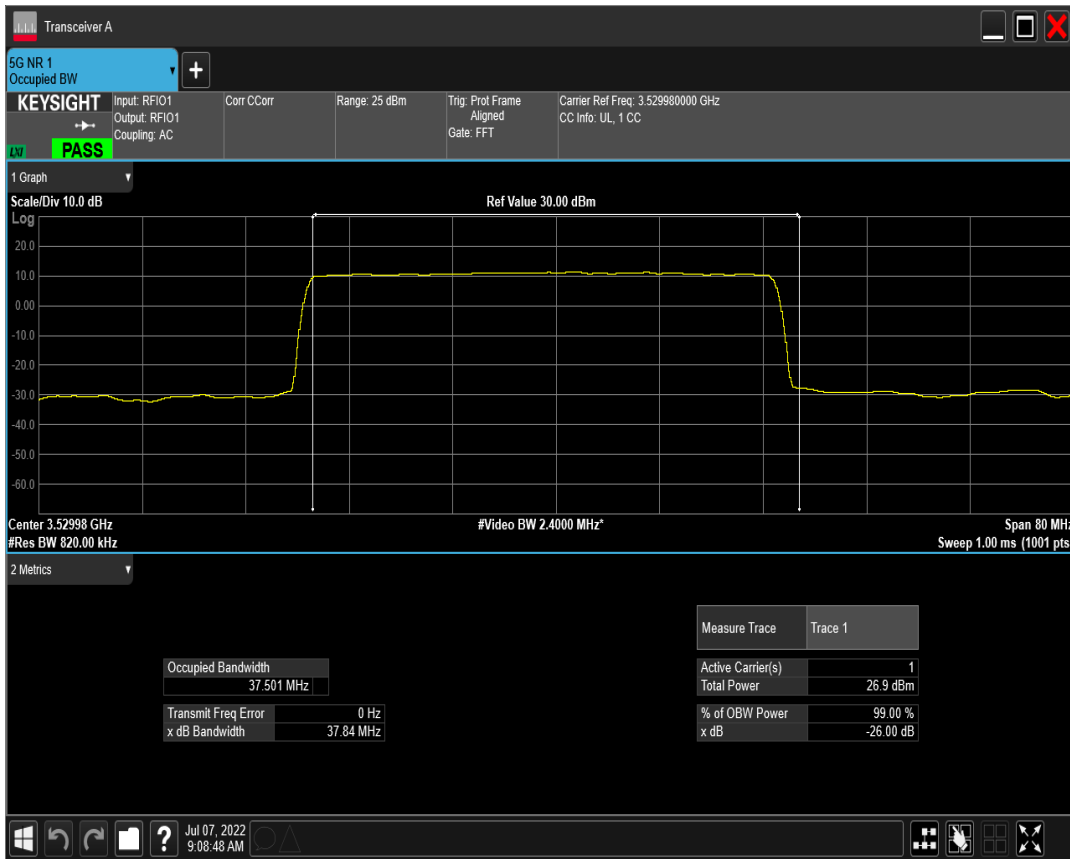 Transceiver A
5G NR 1
Occupied BW
KEYSIGHT
Input: RFIO1
Output: RFIO1
Coupling: AC
Corr CCorr
Range: 25 dBm
Trig: Prot Frame
Aligned
Gate: FFT
Carrier Ref Freq: 3.529980000 GHz
CC Info: UL, 1 CC
LXI
PASS
1 Graph
Scale/Div 10.0 dB
Ref Value 30.00 dBm
Log
20.0
10.0
0.00
-10.0
-20.0
-30.0
-40.0
-50.0
-60.0
Center 3.52998 GHz
#Video BW 2.4000 MHz*
Span 80 MHz
#Res BW 820.00 kHz
Sweep 1.00 ms (1001 pts
2 Metrics
Measure Trace Trace 1
Occupied Bandwidth
37.501 MHz
Active Carrier(s) 1
Total Power 26.9 dBm
Transmit Freq Error 0 Hz
x dB Bandwidth 37.84 MHz
% of OBW Power 99.00 %
x dB -26.00 dB
Jul 07, 2022
9:08:48 AM